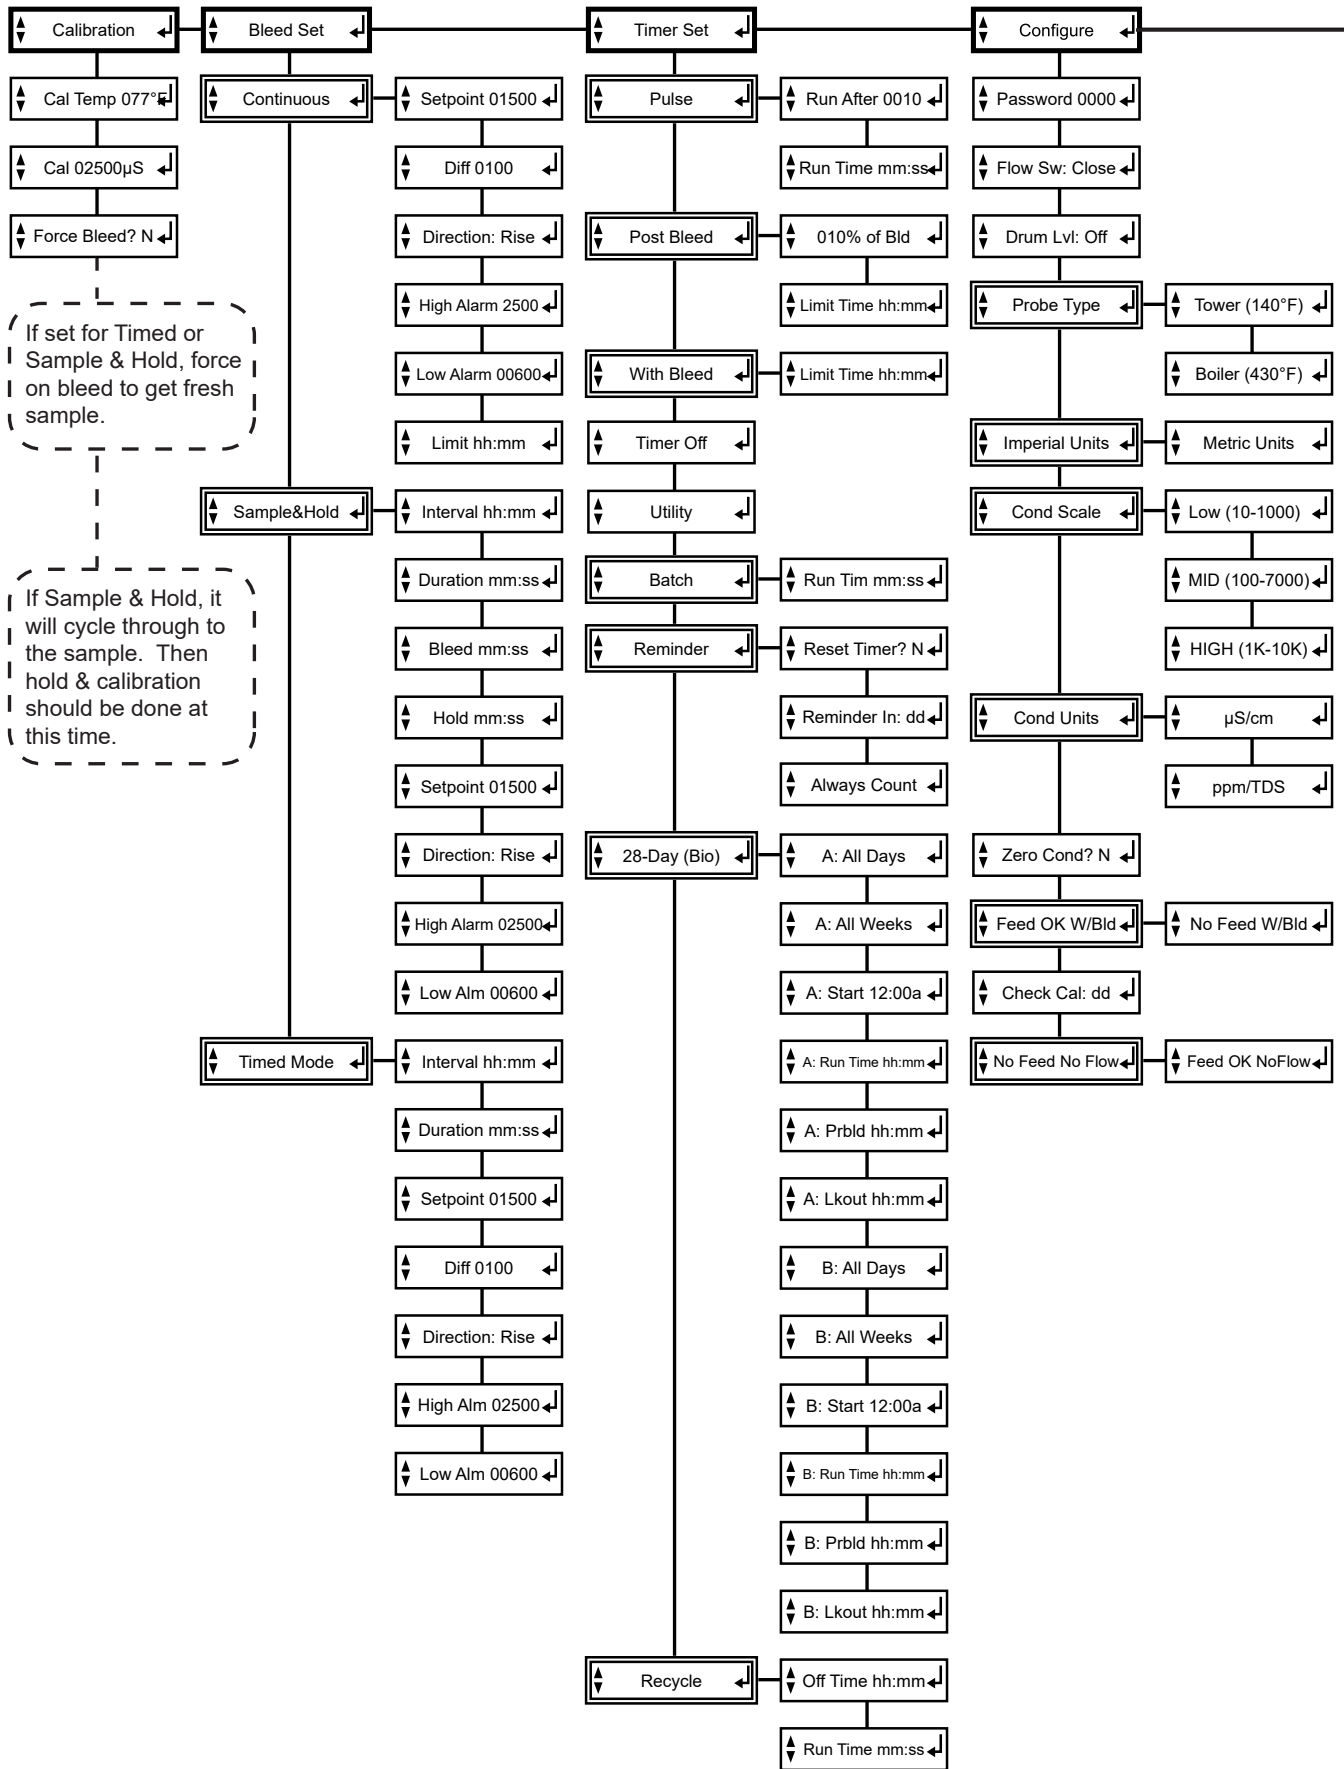 Calibration
Cal Temp 077°F
Cal 02500µS
Force Bleed? N
If set for Timed or
Sample & Hold, force
on bleed to get fresh
sample.
If Sample & Hold, it
will cycle through to
the sample. Then
hold & calibration
should be done at
this time.
Bleed Set
Continuous
Setpoint 01500
Diff 0100
Direction: Rise
High Alarm 2500
Low Alarm 00600
Limit hh:mm
Sample&Hold
Interval hh:mm
Duration mm:ss
Bleed mm:ss
Hold mm:ss
Setpoint 01500
Direction: Rise
High Alarm 02500
Low Alm 00600
Timed Mode
Interval hh:mm
Duration mm:ss
Setpoint 01500
Diff 0100
Direction: Rise
High Alm 02500
Low Alm 00600
Timer Set
Pulse
Run After 0010
Run Time mm:ss
Post Bleed
010% of Bld
Limit Time hh:mm
With Bleed
Limit Time hh:mm
Timer Off
Utility
Batch
Run Tim mm:ss
Reminder
Reset Timer? N
Reminder In: dd
Always Count
28-Day (Bio)
A: All Days
A: All Weeks
A: Start 12:00a
A: Run Time hh:mm
A: Prbld hh:mm
A: Lkout hh:mm
B: All Days
B: All Weeks
B: Start 12:00a
B: Run Time hh:mm
B: Prbld hh:mm
B: Lkout hh:mm
Recycle
Off Time hh:mm
Run Time mm:ss
Configure
Password 0000
Flow Sw: Close
Drum Lvl: Off
Probe Type
Tower (140°F)
Boiler (430°F)
Imperial Units
Metric Units
Cond Scale
Low (10-1000)
MID (100-7000)
HIGH (1K-10K)
Cond Units
µS/cm
ppm/TDS
Zero Cond? N
Feed OK W/Bld
No Feed W/Bld
Check Cal: dd
No Feed No Flow
Feed OK NoFlow